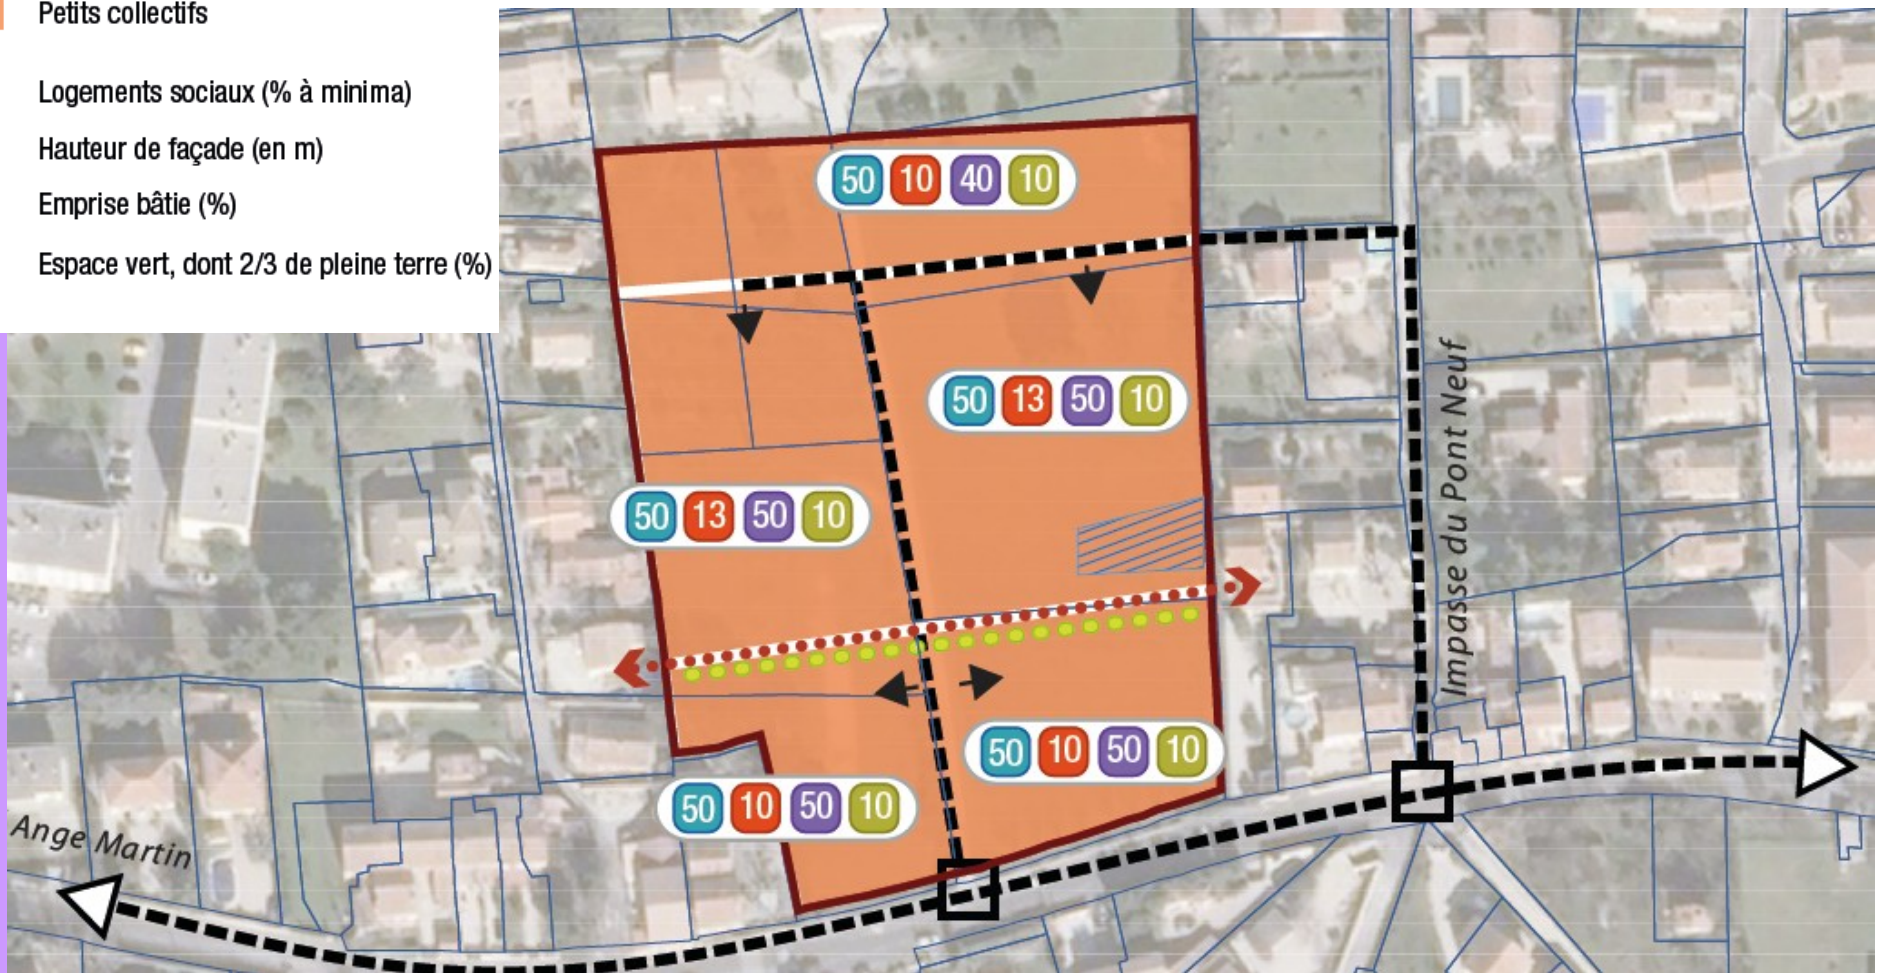 Petits collectifs
Logements sociaux (% à minima)
Hauteur de façade (en m)
Emprise bâtie (%)
Espace vert, dont 2/3 de pleine terre (%)
50 10 40 10
50 13 50 10
50 13 50 10
50 10 50 10
50 10 50 10
Impasse du Pont Neuf
Ange Martin